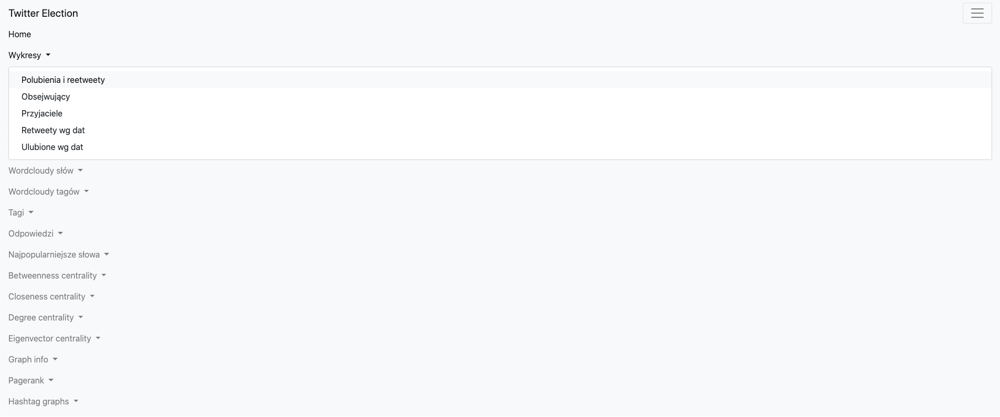 Twitter Election
Home
Wykresy
Polubienia i reetweety
Obsejwujący
Przyjaciele
Retweety wg dat
Ulubione wg dat
Wordcloudy słów
Wordcloudy tagów
Tagi
Odpowiedzi
Najpopularniejsze słowa
Betweenness centrality
Closeness centrality
Degree centrality
Eigenvector centrality
Graph info
Pagerank
Hashtag graphs